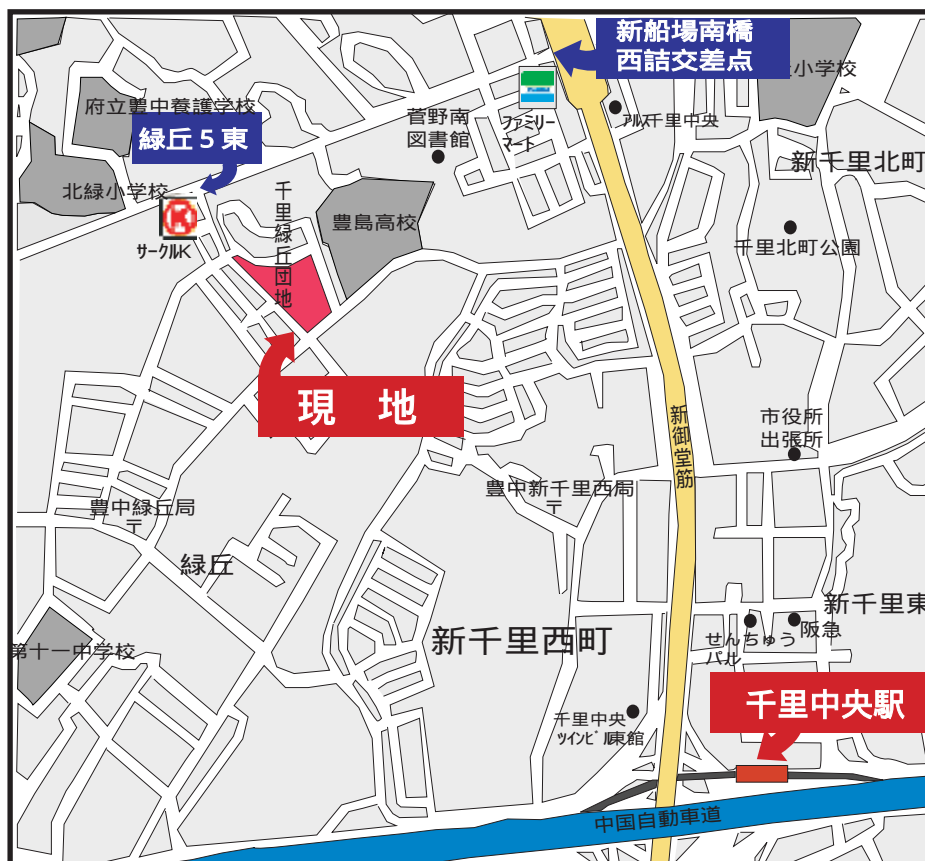 新船場南橋
西詰交差点
小学校
府立豊中養護学校
緑丘５東
菅野南
図書館
ファミリー
マート
アルス千里中央
新千里北町
北緑小学校
K
サークルK
千里緑丘団地
豊島高校
千里北町公園
現　地
新御堂筋
市役所
出張所
豊中緑丘局
〒
豊中新千里西局
〒
緑丘
新千里東
新千里西町
せんちゅう
パル
阪急
第十一中学校
千里中央駅
千里中央
ツインビル東館
中国自動車道